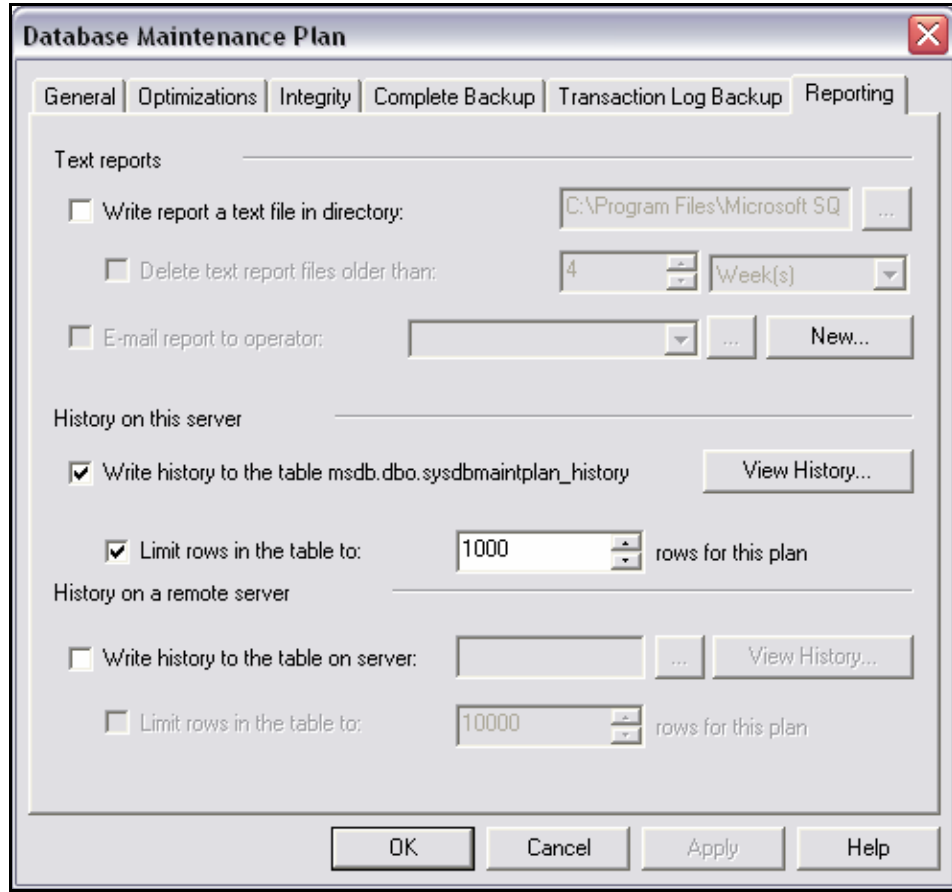 Database Maintenance Plan
General Optimizations Integrity Complete Backup Transaction Log Backup Reporting
Text reports
Write report a text file in directory: C:\Program Files\Microsoft SQ ...
Delete text report files older than: 4 Week(s)
E-mail report to operator: ... New...
History on this server
Write history to the table msdb.dbo.sysdbmaintplan_history View History...
Limit rows in the table to: 1000 rows for this plan
History on a remote server
Write history to the table on server: ... View History...
Limit rows in the table to: 10000 rows for this plan
OK Cancel Apply Help